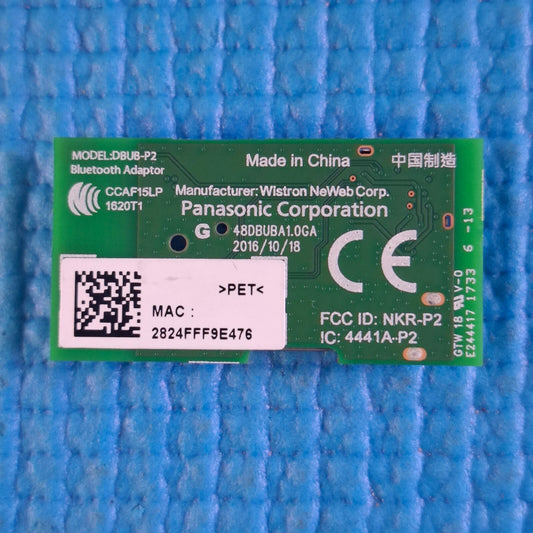 MODEL:DBUB-P2
Bluetooth Adaptor
Made in China
中国制造
CCAF15LP
1620T1
Manufacturer: Wistron NeWeb Corp.
Panasonic Corporation
G
48DBUBA1.0GA
2016/10/18
CE
>PET<
MAC :
2824FFF9E476
FCC ID: NKR-P2
IC: 4441A-P2
GTW 18 V-0
E244417 1733 6 -13